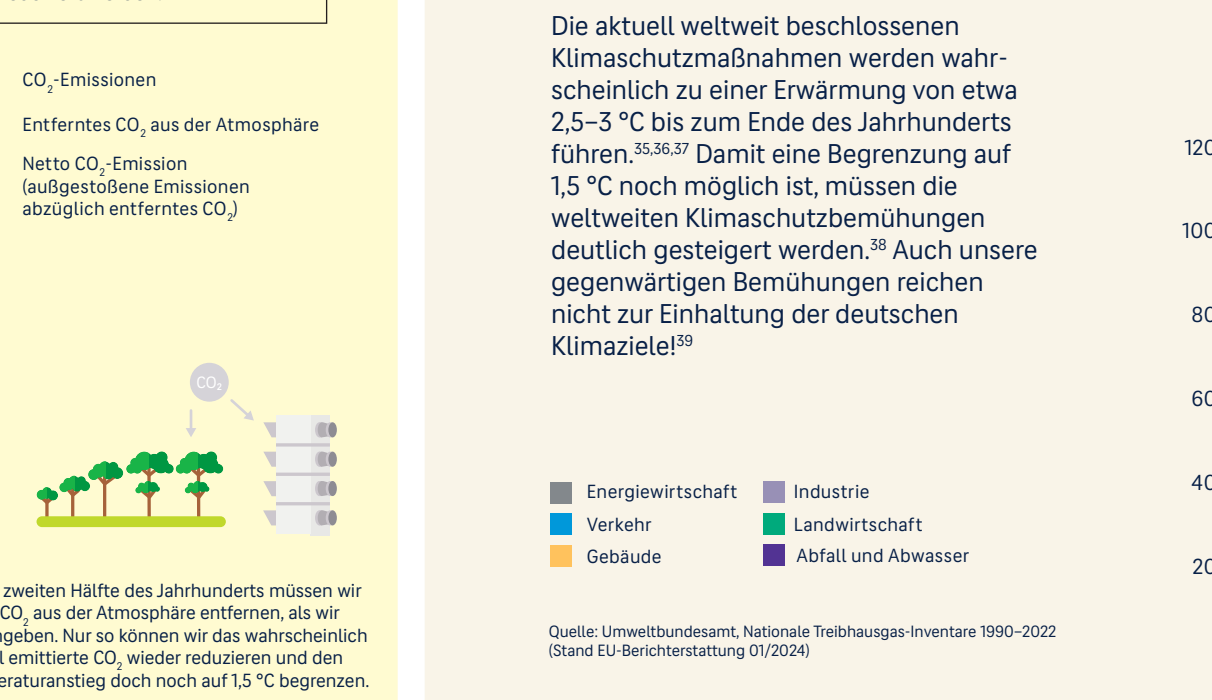 CO₂-Emissionen
Entferntes CO₂ aus der Atmosphäre
Netto CO₂-Emission
(außgestoßene Emissionen
abzüglich entferntes CO₂)
CO₂
zweiten Hälfte des Jahrhunderts müssen wir
CO₂ aus der Atmosphäre entfernen, als wir
geben. Nur so können wir das wahrscheinlich
emittierte CO₂ wieder reduzieren und den
eraturanstieg doch noch auf 1,5 °C begrenzen.
Die aktuell weltweit beschlossenen
Klimaschutzmaßnahmen werden wahr-
scheinlich zu einer Erwärmung von etwa
2,5–3 °C bis zum Ende des Jahrhunderts
führen.³⁵,³⁶,³⁷ Damit eine Begrenzung auf
1,5 °C noch möglich ist, müssen die
weltweiten Klimaschutzbemühungen
deutlich gesteigert werden.³⁸ Auch unsere
gegenwärtigen Bemühungen reichen
nicht zur Einhaltung der deutschen
Klimaziele!³⁹
Energiewirtschaft
Verkehr
Gebäude
Industrie
Landwirtschaft
Abfall und Abwasser
Quelle: Umweltbundesamt, Nationale Treibhausgas-Inventare 1990–2022
(Stand EU-Berichterstattung 01/2024)
120
100
80
60
40
20